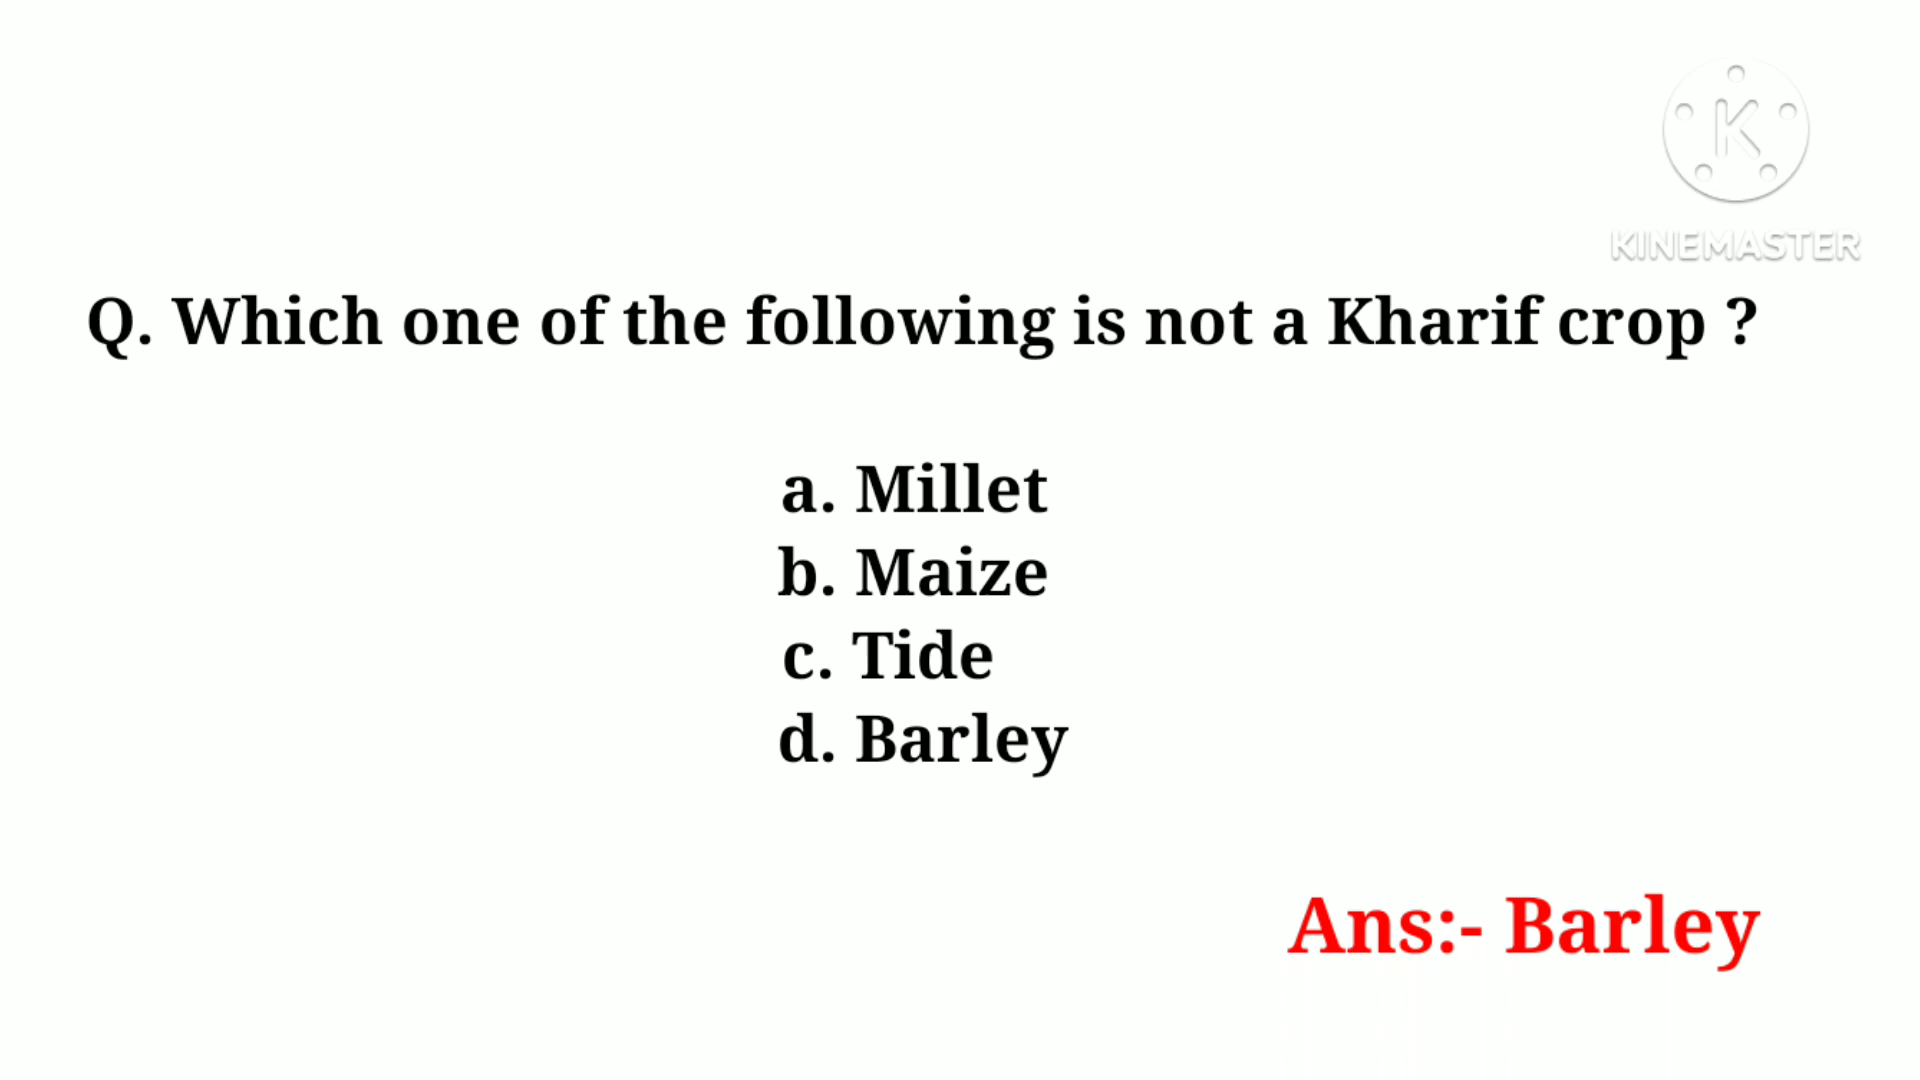 K
KINEMASTER
Q. Which one of the following is not a Kharif crop ?
a. Millet
b. Maize
c. Tide
d. Barley
Ans:- Barley